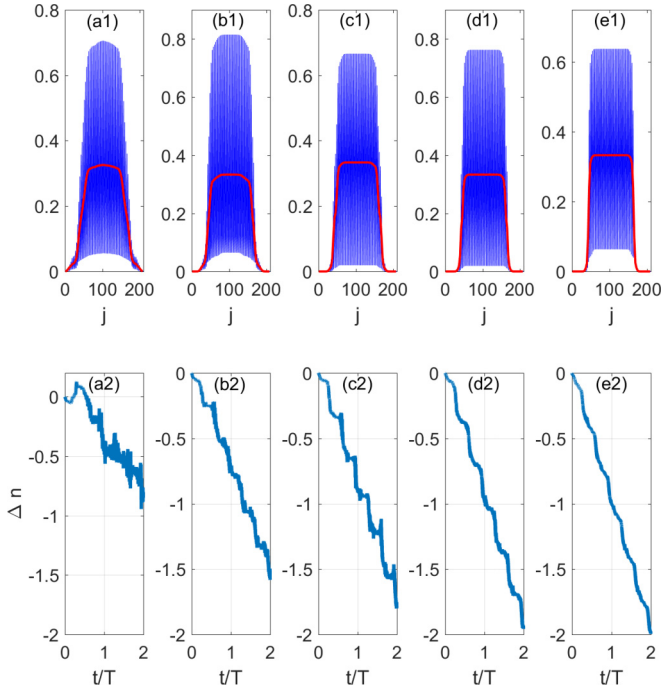 (a1) (b1) (c1) (d1) (e1)
0.8 0.8 0.8 0.8
0.6 0.6 0.6 0.6 0.6
0.4 0.4 0.4 0.4 0.4
0.2 0.2 0.2 0.2 0.2
0 0 0 0 0
0 100 200 0 100 200 0 100 200 0 100 200 0 100 200
j j j j j
(a2) (b2) (c2) (d2) (e2)
0 0 0 0 0
-0.5 -0.5 -0.5 -0.5 -0.5
-1 -1 -1 -1 -1
-1.5 -1.5 -1.5 -1.5 -1.5
-2 -2 -2 -2 -2
Δ n
0 1 2 0 1 2 0 1 2 0 1 2 0 1 2
t/T t/T t/T t/T t/T